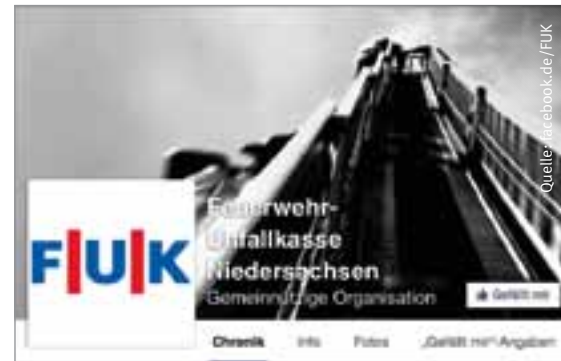 Quelle: facebook.de/FUK
Feuerwehr-
Unfallkasse
Niedersachsen
Gemeinnützige Organisation
F|U|K
Gefällt mir
Chronik Info Fotos „Gefällt mir“-Angaben